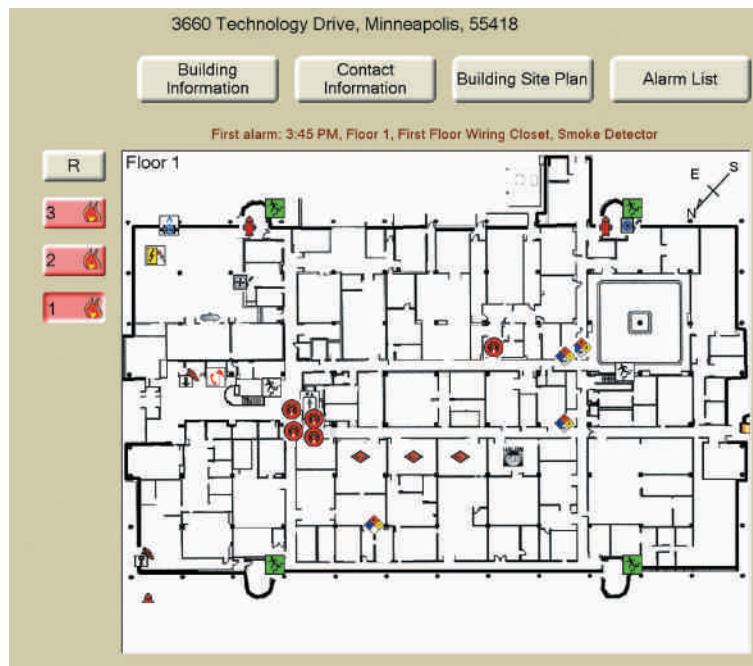 3660 Technology Drive, Minneapolis, 55418
Building
Information
Contact
Information
Building Site Plan
Alarm List
First alarm: 3:45 PM, Floor 1, First Floor Wiring Closet, Smoke Detector
R
Floor 1
E
S
N
3
2
1